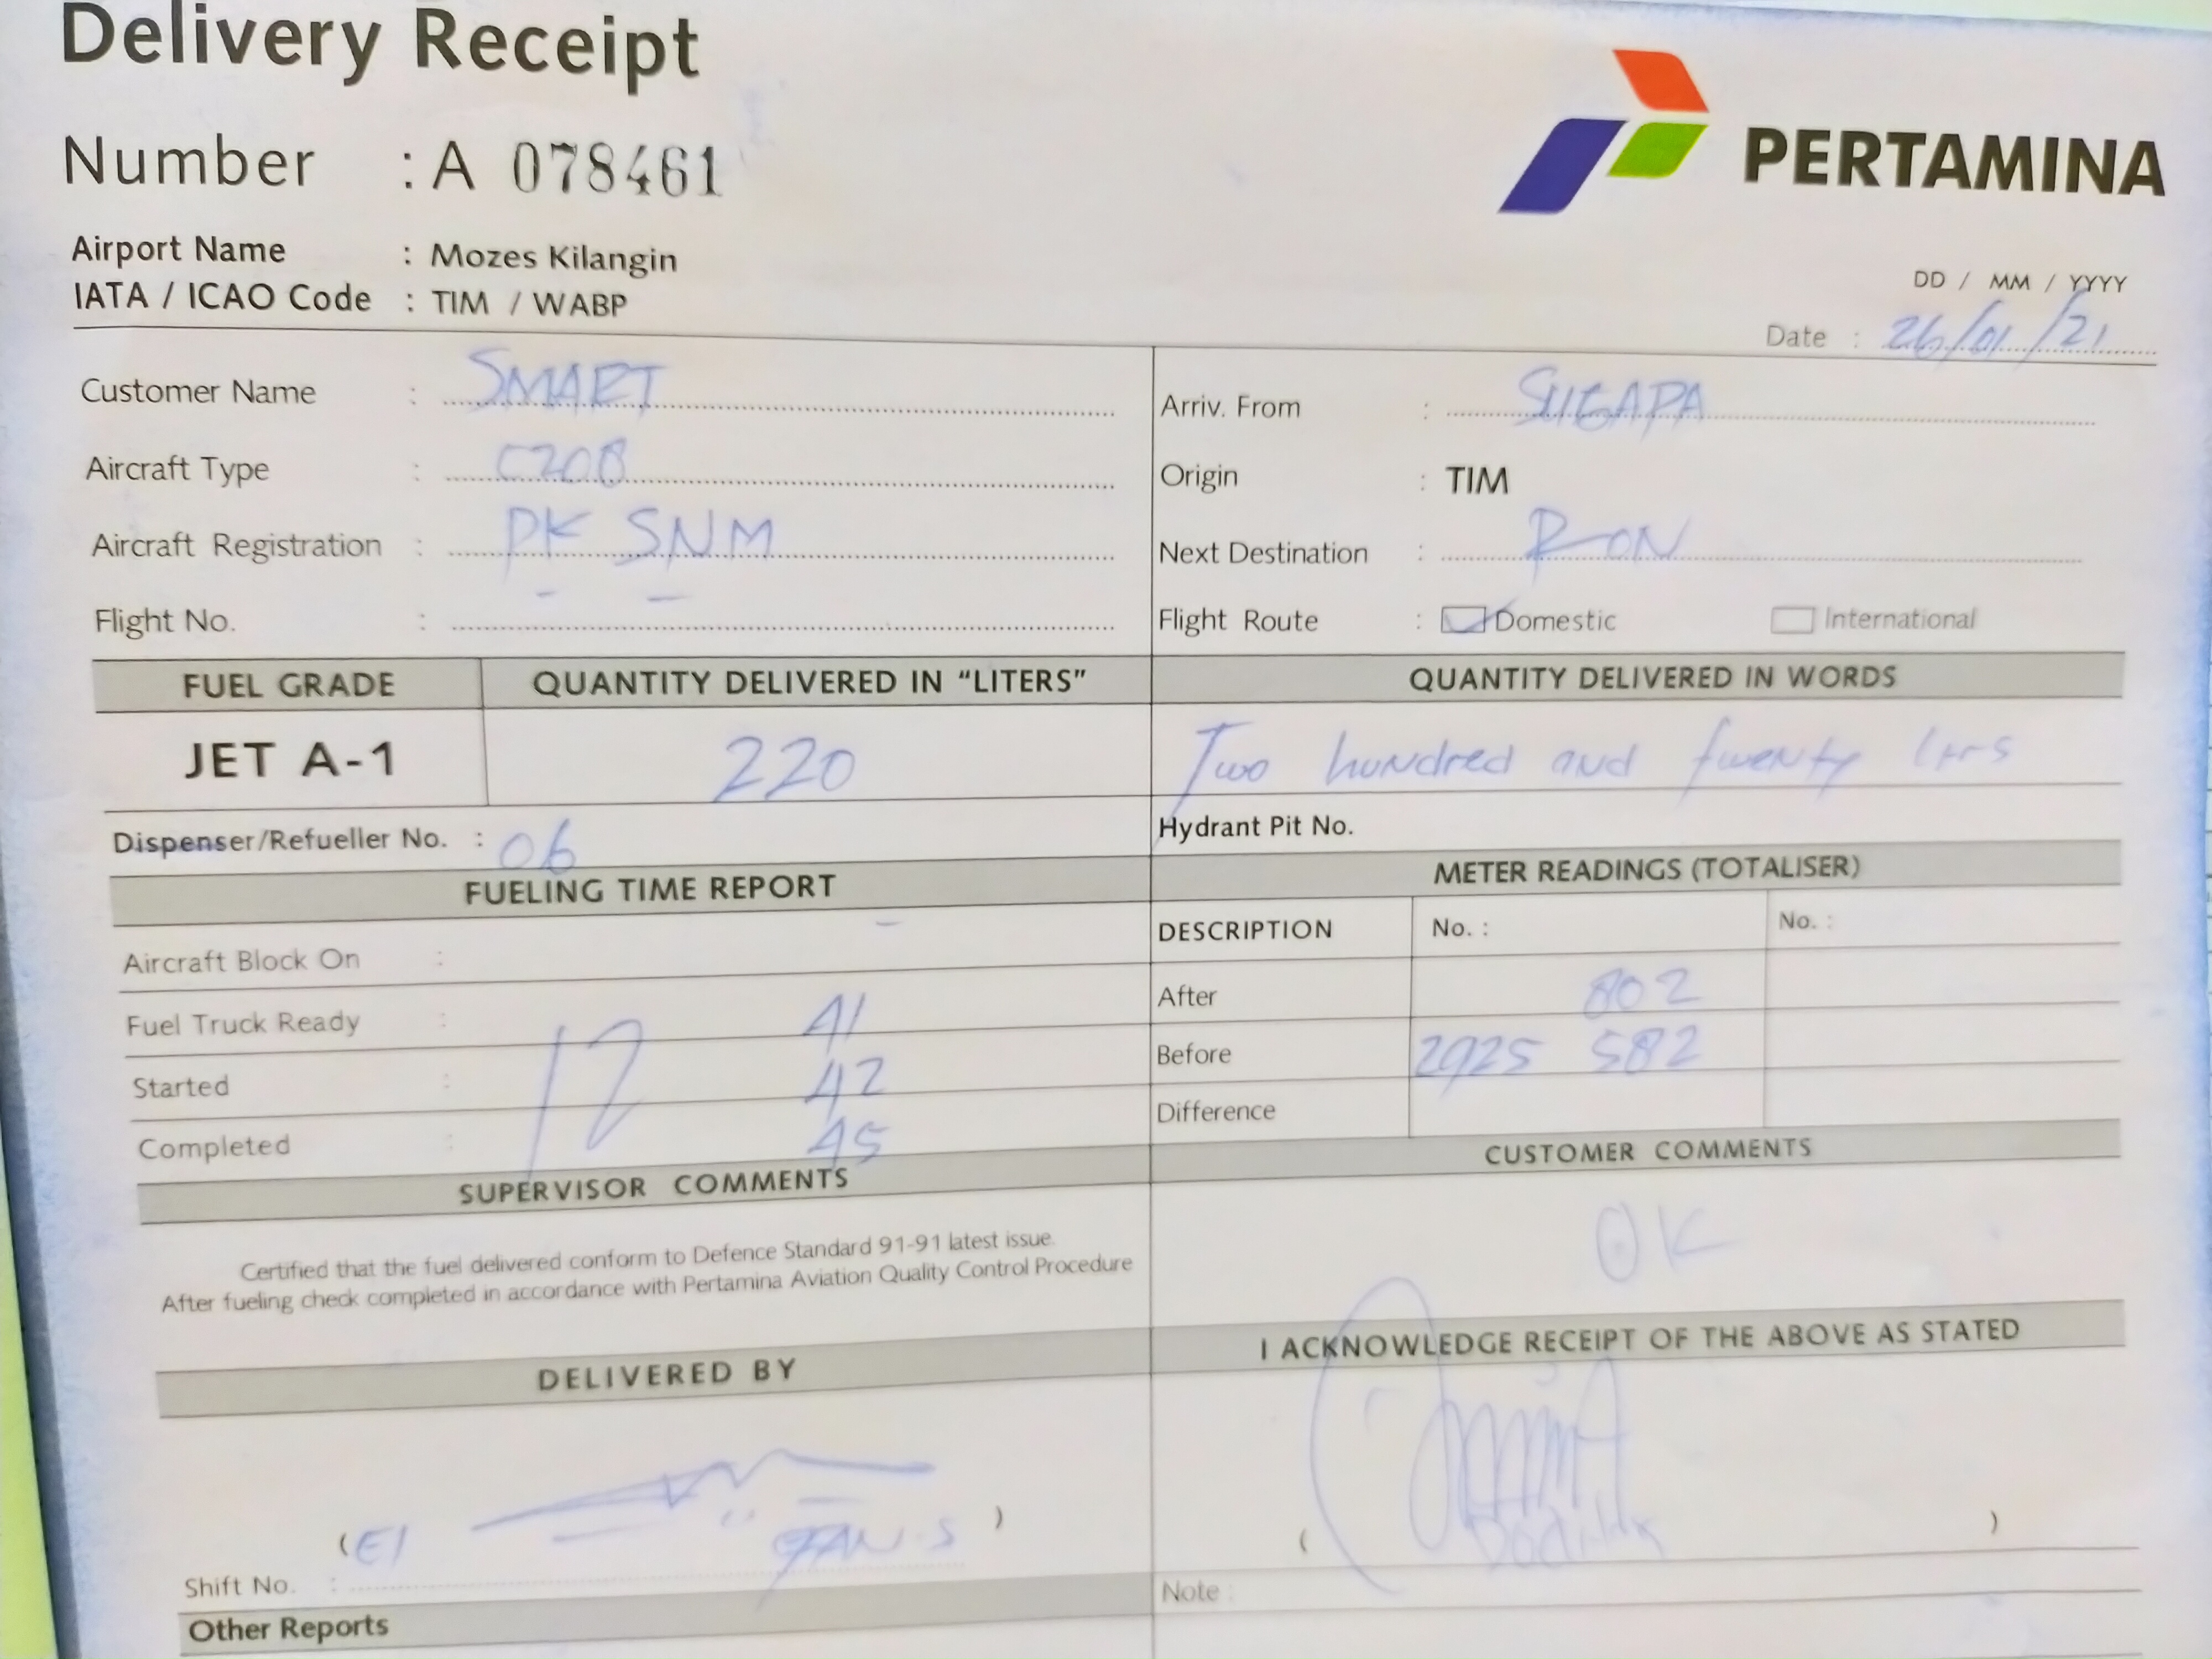 Delivery Receipt
PERTAMINA
Number : A 078461
Airport Name : Mozes Kilangin
IATA / ICAO Code : TIM / WABP
DD / MM / YYYY
Date : 26/01/21
Customer Name : SMART
Arriv. From : SUGAPA
Aircraft Type : C208
Origin : TIM
Aircraft Registration : PK SNM
Next Destination : RON
Flight No. : - -
Flight Route : Domestic International
FUEL GRADE QUANTITY DELIVERED IN “LITERS” QUANTITY DELIVERED IN WORDS
JET A-1 220 Two hundred and twenty ltrs
Dispenser/Refueller No. : 06
Hydrant Pit No.
FUELING TIME REPORT
METER READINGS (TOTALISER)
DESCRIPTION No. : No. :
Aircraft Block On : -
After 802
Fuel Truck Ready : 41
Before 2925 582
Started : 17 42
Difference
Completed : 45
SUPERVISOR COMMENTS
CUSTOMER COMMENTS
OK
Certified that the fuel delivered conform to Defence Standard 91-91 latest issue.
After fueling check completed in accordance with Pertamina Aviation Quality Control Procedure
DELIVERED BY
I ACKNOWLEDGE RECEIPT OF THE ABOVE AS STATED
( )
( )
Shift No. :
Note :
Other Reports